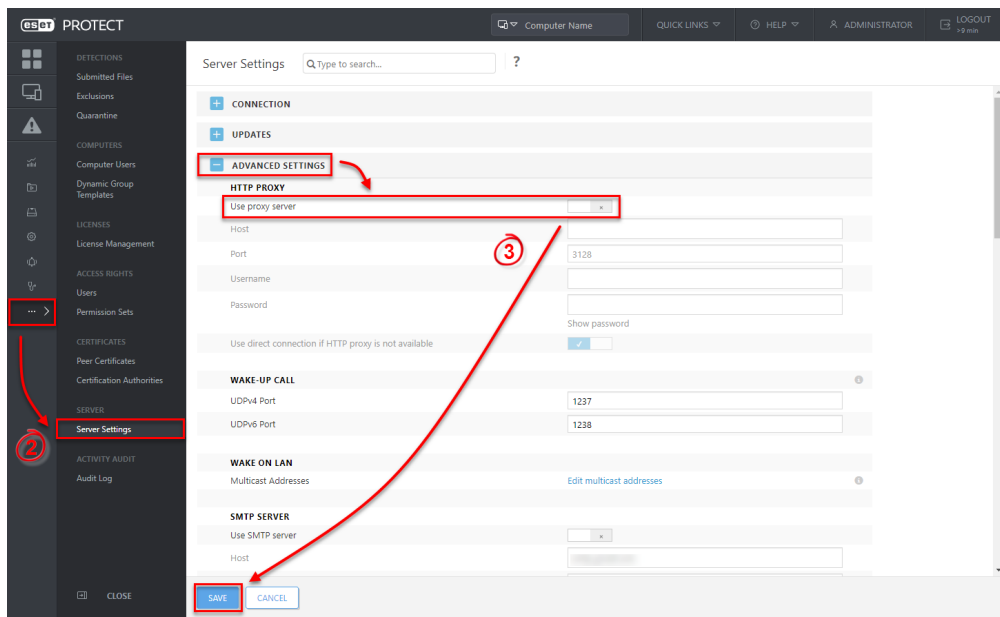 eset PROTECT
Computer Name
QUICK LINKS
HELP
ADMINISTRATOR
LOGOUT
>9 min
DETECTIONS
Submitted Files
Exclusions
Quarantine
COMPUTERS
Computer Users
Dynamic Group
Templates
LICENSES
License Management
ACCESS RIGHTS
Users
Permission Sets
CERTIFICATES
Peer Certificates
Certification Authorities
SERVER
Server Settings
ACTIVITY AUDIT
Audit Log
CLOSE
2
Server Settings
Type to search...
?
CONNECTION
UPDATES
ADVANCED SETTINGS
HTTP PROXY
Use proxy server
3
Host
Port 3128
Username
Password
Show password
Use direct connection if HTTP proxy is not available
WAKE-UP CALL
UDPv4 Port 1237
UDPv6 Port 1238
WAKE ON LAN
Multicast Addresses Edit multicast addresses
SMTP SERVER
Use SMTP server
Host
SAVE CANCEL